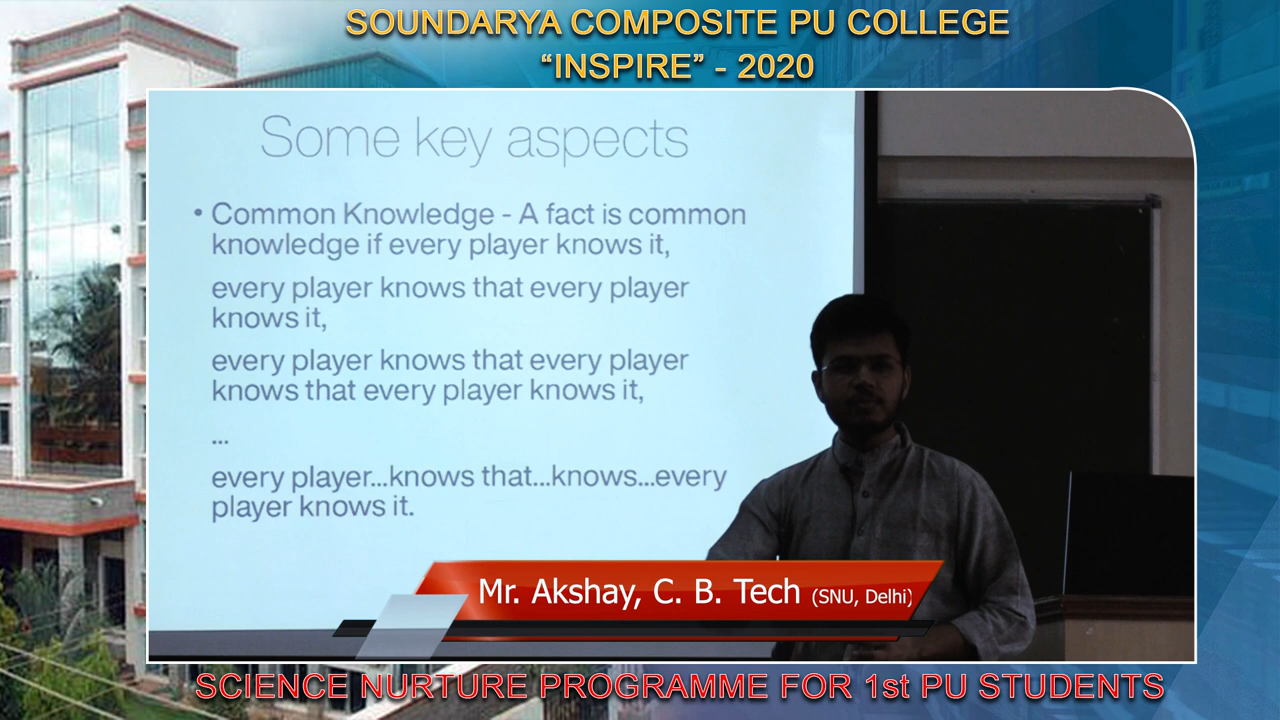 SOUNDARYA COMPOSITE PU COLLEGE
“INSPIRE” - 2020
Some key aspects
• Common Knowledge - A fact is common
knowledge if every player knows it,
every player knows that every player
knows it,
every player knows that every player
knows that every player knows it,
...
every player...knows that...knows...every
player knows it.
Mr. Akshay, C. B. Tech (SNU, Delhi)
SCIENCE NURTURE PROGRAMME FOR 1st PU STUDENTS